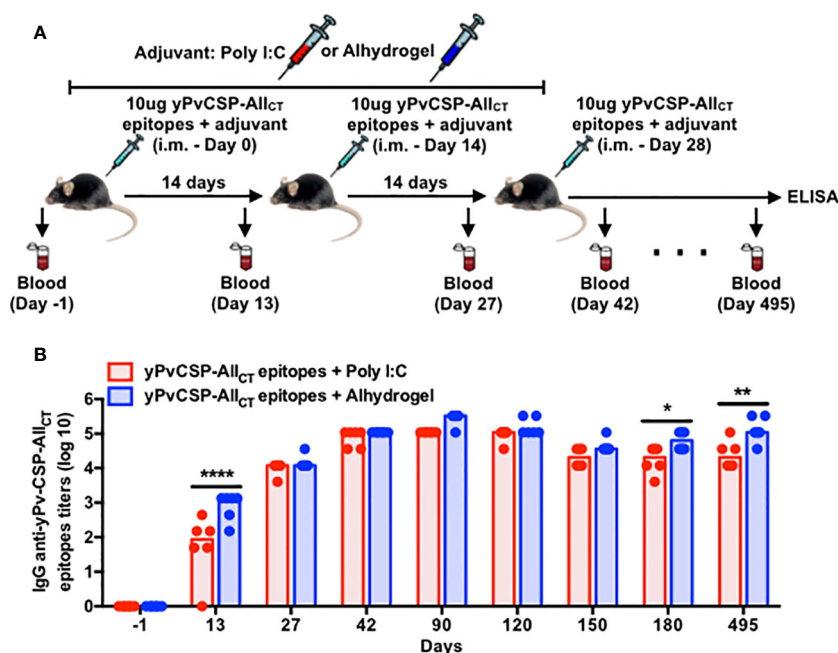 A
Adjuvant: Poly I:C or Alhydrogel
10ug yPvCSP-AllCT
epitopes + adjuvant
(i.m. - Day 0)
10ug yPvCSP-AllCT
epitopes + adjuvant
(i.m. - Day 14)
10ug yPvCSP-AllCT
epitopes + adjuvant
(i.m. - Day 28)
14 days
14 days
ELISA
Blood
(Day -1)
Blood
(Day 13)
Blood
(Day 27)
Blood
(Day 42)
. . .
Blood
(Day 495)
B
yPvCSP-AllCT epitopes + Poly I:C
yPvCSP-AllCT epitopes + Alhydrogel
IgG anti-yPv-CSP-AllCT
epitopes titers (log 10)
6
5
4
3
2
1
0
****
*
**
-1 13 27 42 90 120 150 180 495
Days